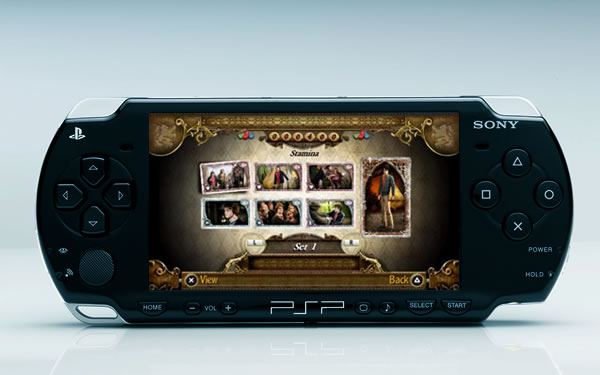 SONY
Stamina
L
Set 1
R
View
Back
POWER
HOLD
HOME
VOL
PSP
SELECT
START